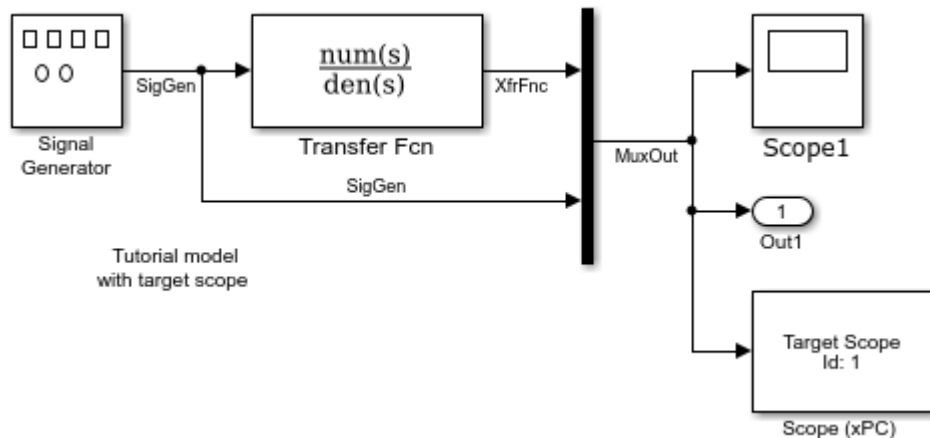 num(s)
den(s)
SigGen
XfrFnc
Signal
Generator
Transfer Fcn
MuxOut
Scope1
SigGen
1
Out1
Tutorial model
with target scope
Target Scope
Id: 1
Scope (xPC)